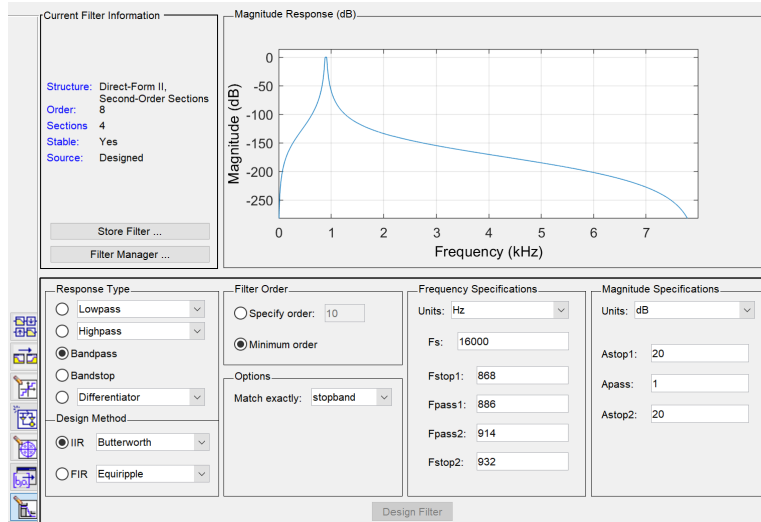 Current Filter Information
Structure: Direct-Form II,
Second-Order Sections
Order: 8
Sections 4
Stable: Yes
Source: Designed
Store Filter ...
Filter Manager ...
Magnitude Response (dB)
Magnitude (dB)
0
-50
-100
-150
-200
-250
0 1 2 3 4 5 6 7
Frequency (kHz)
Response Type
Lowpass
Highpass
Bandpass
Bandstop
Differentiator
Design Method
IIR Butterworth
FIR Equiripple
Filter Order
Specify order: 10
Minimum order
Options
Match exactly: stopband
Frequency Specifications
Units: Hz
Fs: 16000
Fstop1: 868
Fpass1: 886
Fpass2: 914
Fstop2: 932
Magnitude Specifications
Units: dB
Astop1: 20
Apass: 1
Astop2: 20
Design Filter